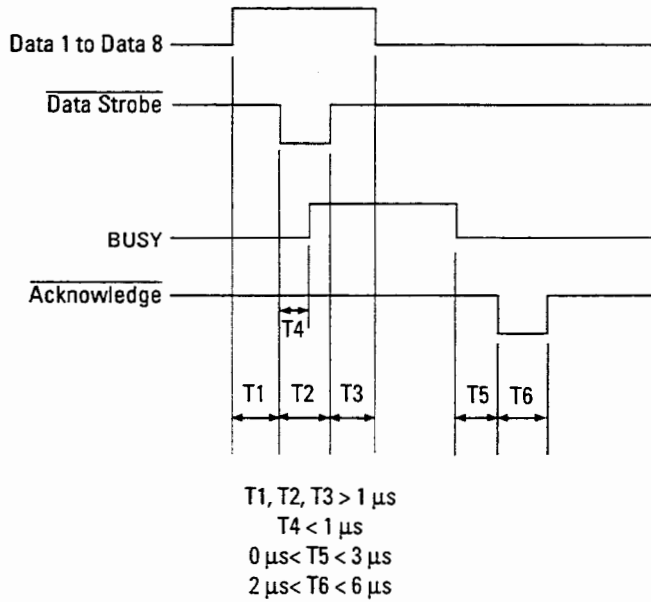 Data 1 to Data 8
Data Strobe
BUSY
Acknowledge
T4
T1 T2 T3 T5 T6
T1, T2, T3 > 1 µs
T4 < 1 µs
0 µs< T5 < 3 µs
2 µs< T6 < 6 µs